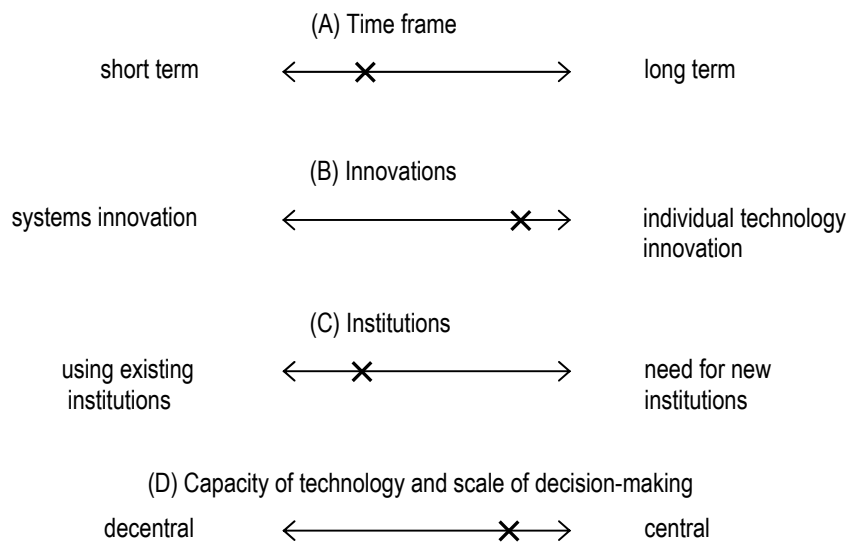 (A) Time frame
short term long term
(B) Innovations
systems innovation individual technology
innovation
(C) Institutions
using existing need for new
institutions institutions
(D) Capacity of technology and scale of decision-making
decentral central